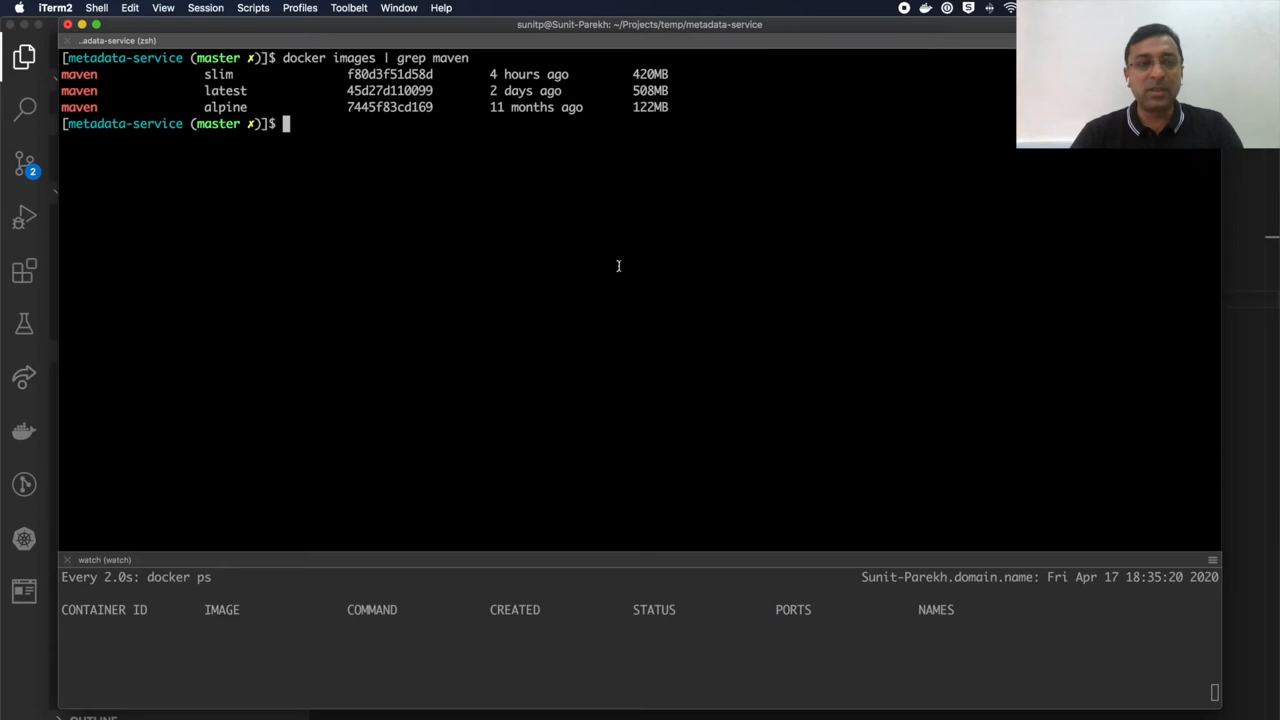 iTerm2 Shell Edit View Session Scripts Profiles Toolbelt Window Help
sunitp@Sunit-Parekh: ~/Projects/temp/metadata-service
..adata-service (zsh)
[metadata-service (master ✗)]$ docker images | grep maven
maven slim f80d3f51d58d 4 hours ago 420MB
maven latest 45d27d110099 2 days ago 508MB
maven alpine 7445f83cd169 11 months ago 122MB
[metadata-service (master ✗)]$
2
watch (watch)
Every 2.0s: docker ps Sunit-Parekh.domain.name: Fri Apr 17 18:35:20 2020
CONTAINER ID IMAGE COMMAND CREATED STATUS PORTS NAMES
OUTLINE